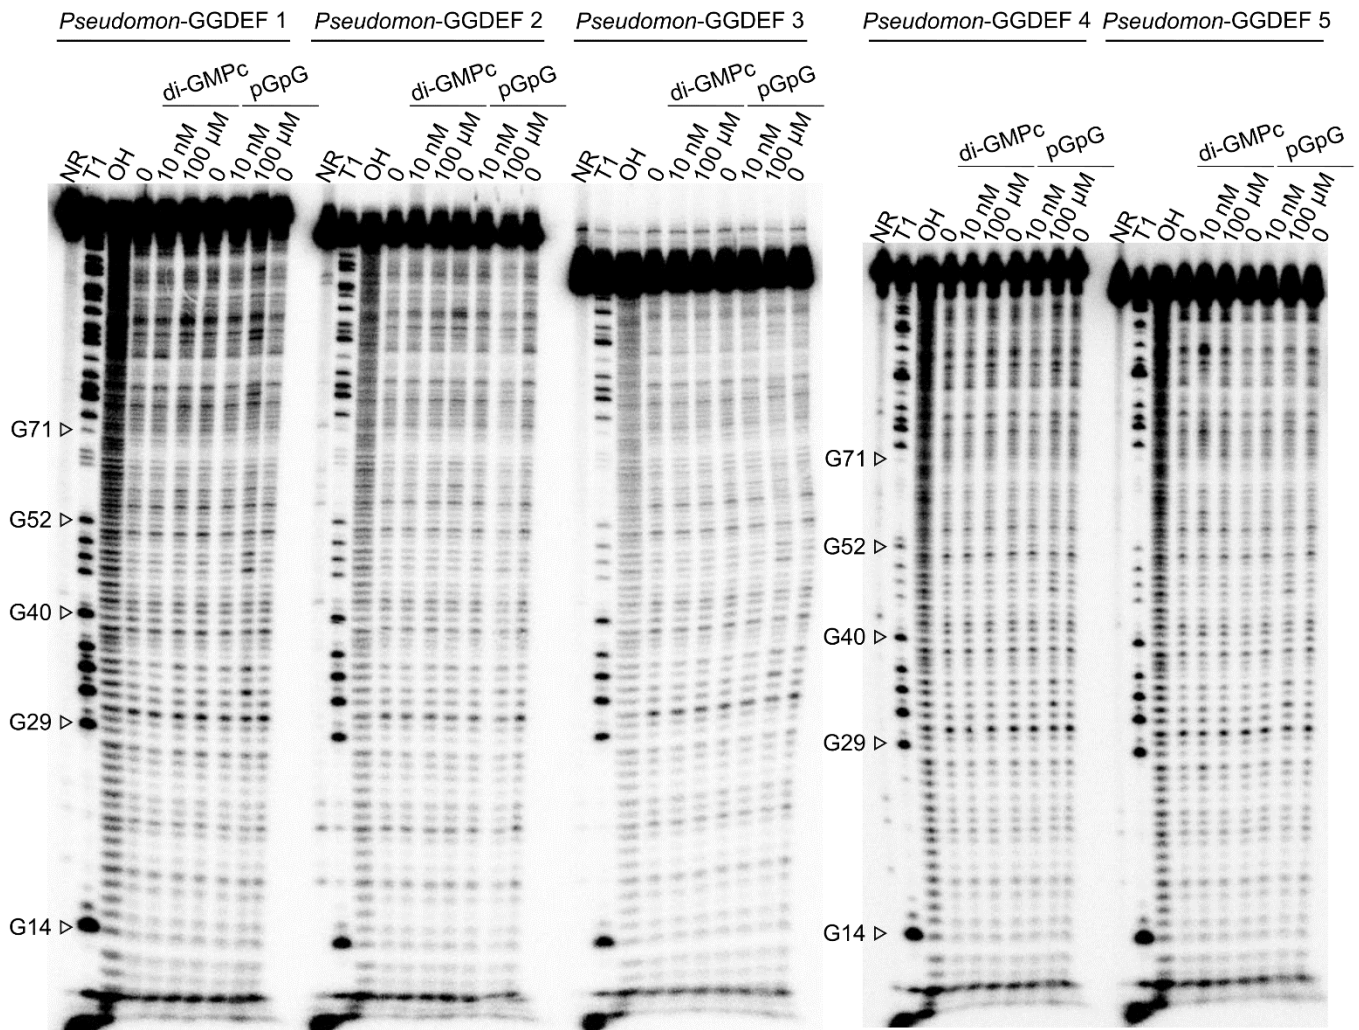 Pseudomon-GGDEF 1 Pseudomon-GGDEF 2 Pseudomon-GGDEF 3 Pseudomon-GGDEF 4 Pseudomon-GGDEF 5
di-GMPc pGpG di-GMPc pGpG di-GMPc pGpG
NR T1 OH 0 10 nM 100 µM 0 10 nM 100 µM 0
NR T1 OH 0 10 nM 100 µM 0 10 nM 100 µM 0
NR T1 OH 0 10 nM 100 µM 0 10 nM 100 µM 0
di-GMPc pGpG di-GMPc pGpG
NR T1 OH 0 10 nM 100 µM 0 10 nM 100 µM 0
NR T1 OH 0 10 nM 100 µM 0 10 nM 100 µM 0
G71
G52
G40
G29
G14
G71
G52
G40
G29
G14